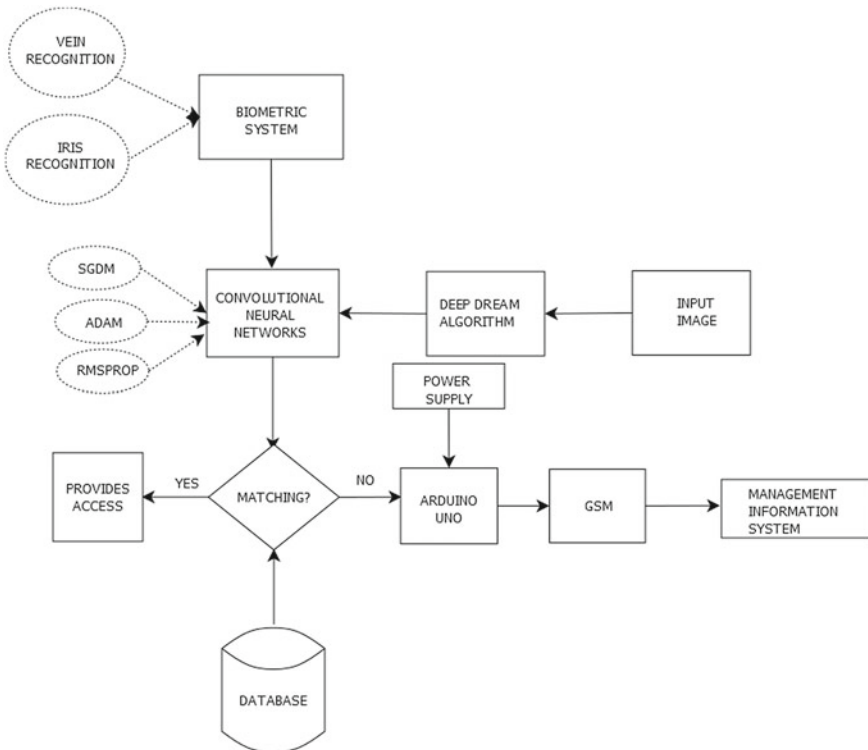 VEIN
RECOGNITION
BIOMETRIC
SYSTEM
IRIS
RECOGNITION
SGDM
ADAM
RMSPROP
CONVOLUTIONAL
NEURAL
NETWORKS
DEEP DREAM
ALGORITHM
INPUT
IMAGE
POWER
SUPPLY
PROVIDES
ACCESS
YES
MATCHING?
NO
ARDUINO
UNO
GSM
MANAGEMENT
INFORMATION
SYSTEM
DATABASE